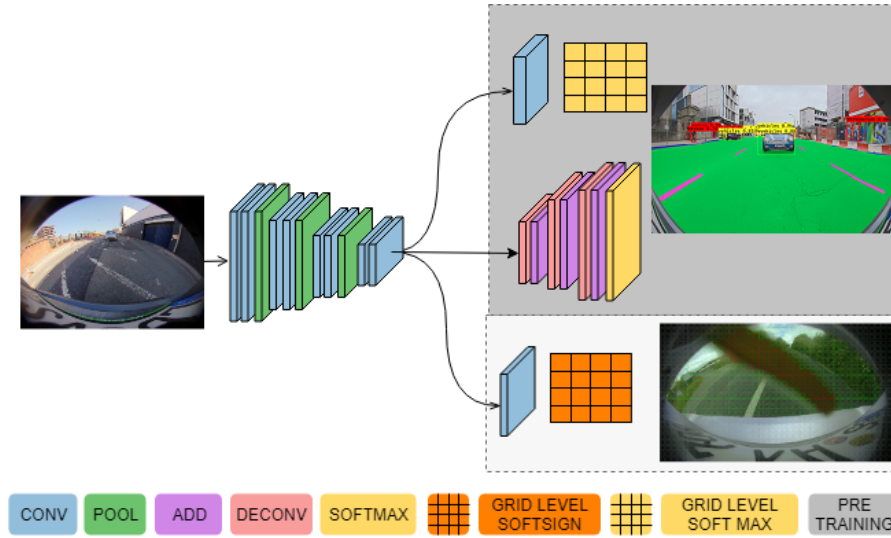 CONV
POOL
ADD
DECONV
SOFTMAX
GRID LEVEL
SOFTSIGN
GRID LEVEL
SOFT MAX
PRE
TRAINING